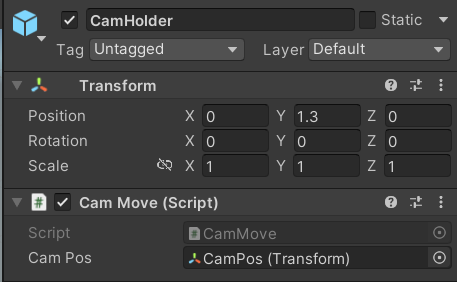 CamHolder Static
Tag Untagged Layer Default
Transform
Position X 0 Y 1.3 Z 0
Rotation X 0 Y 0 Z 0
Scale X 1 Y 1 Z 1
# Cam Move (Script)
Script # CamMove
Cam Pos CamPos (Transform)